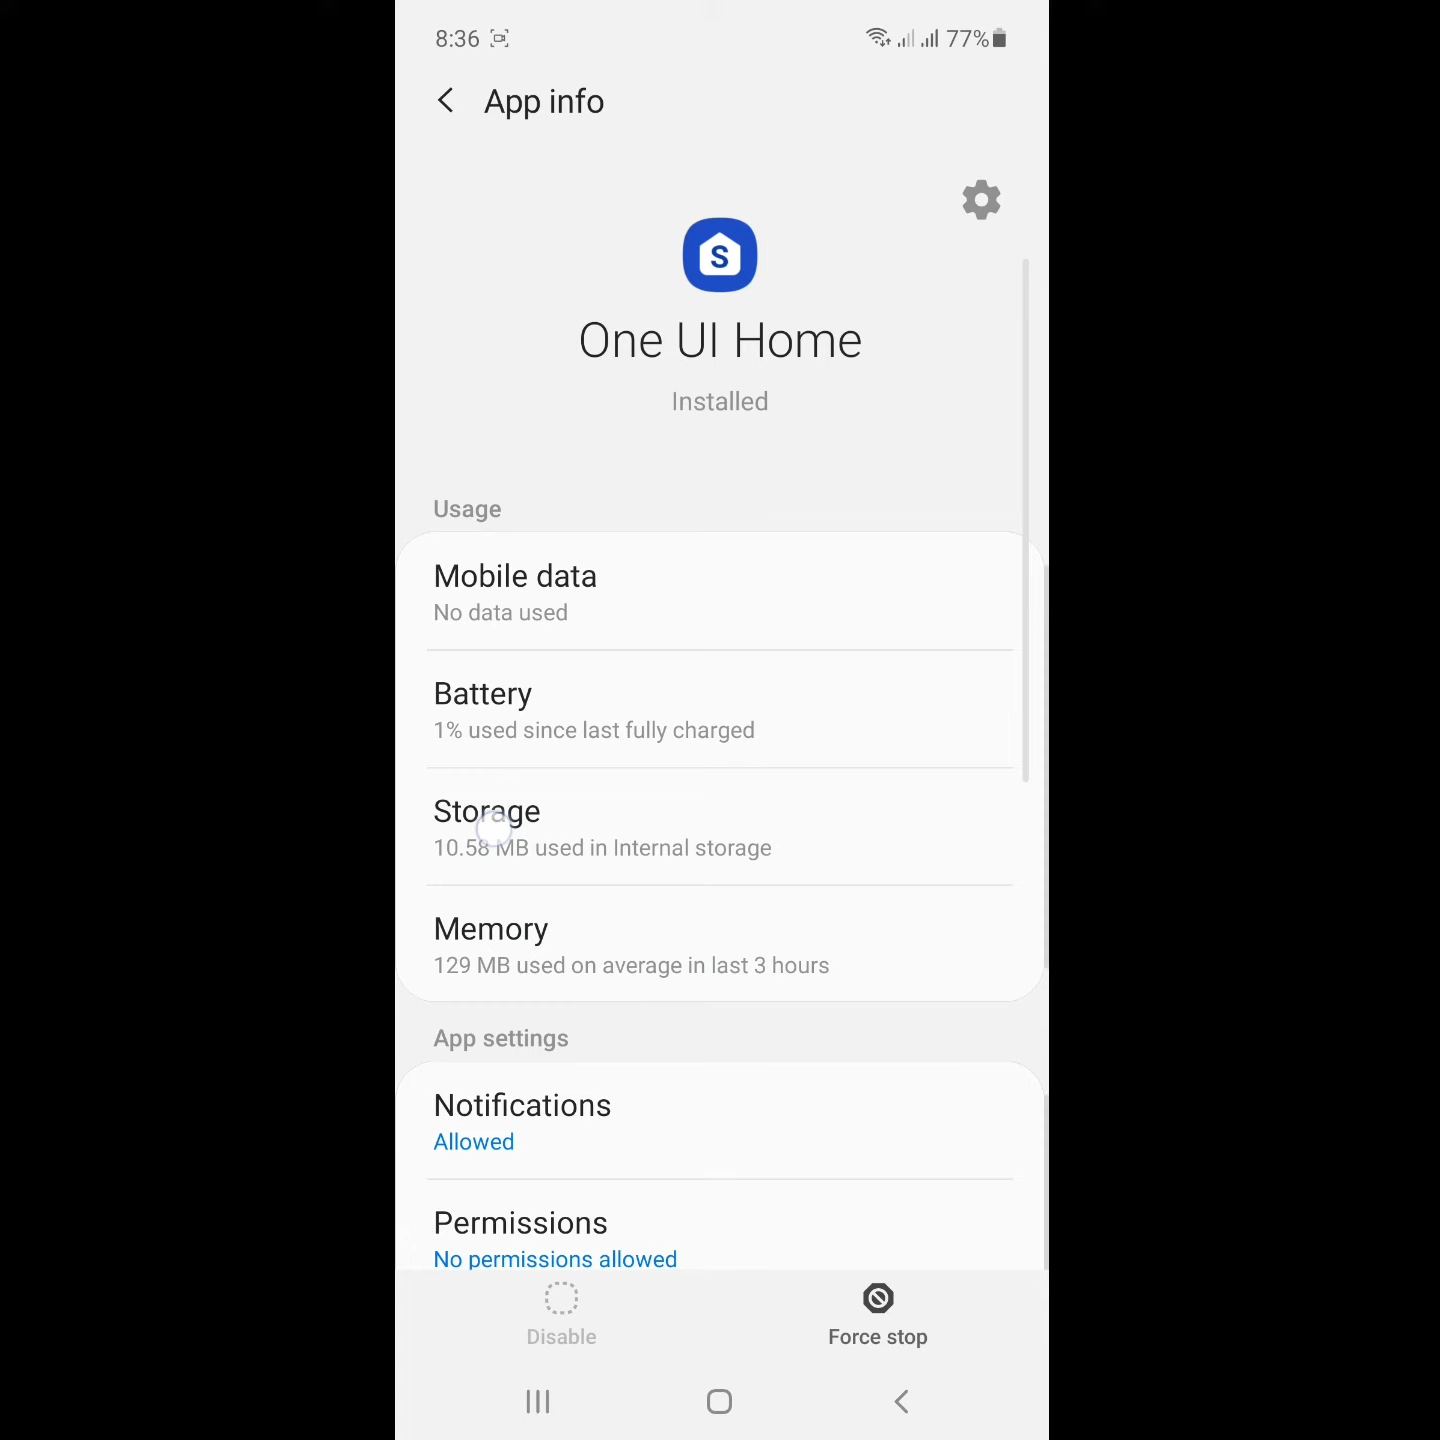 8:36
77%
App info
S
One UI Home
Installed
Usage
Mobile data
No data used
Battery
1% used since last fully charged
Storage
10.58 MB used in Internal storage
Memory
129 MB used on average in last 3 hours
App settings
Notifications
Allowed
Permissions
No permissions allowed
Disable
Force stop